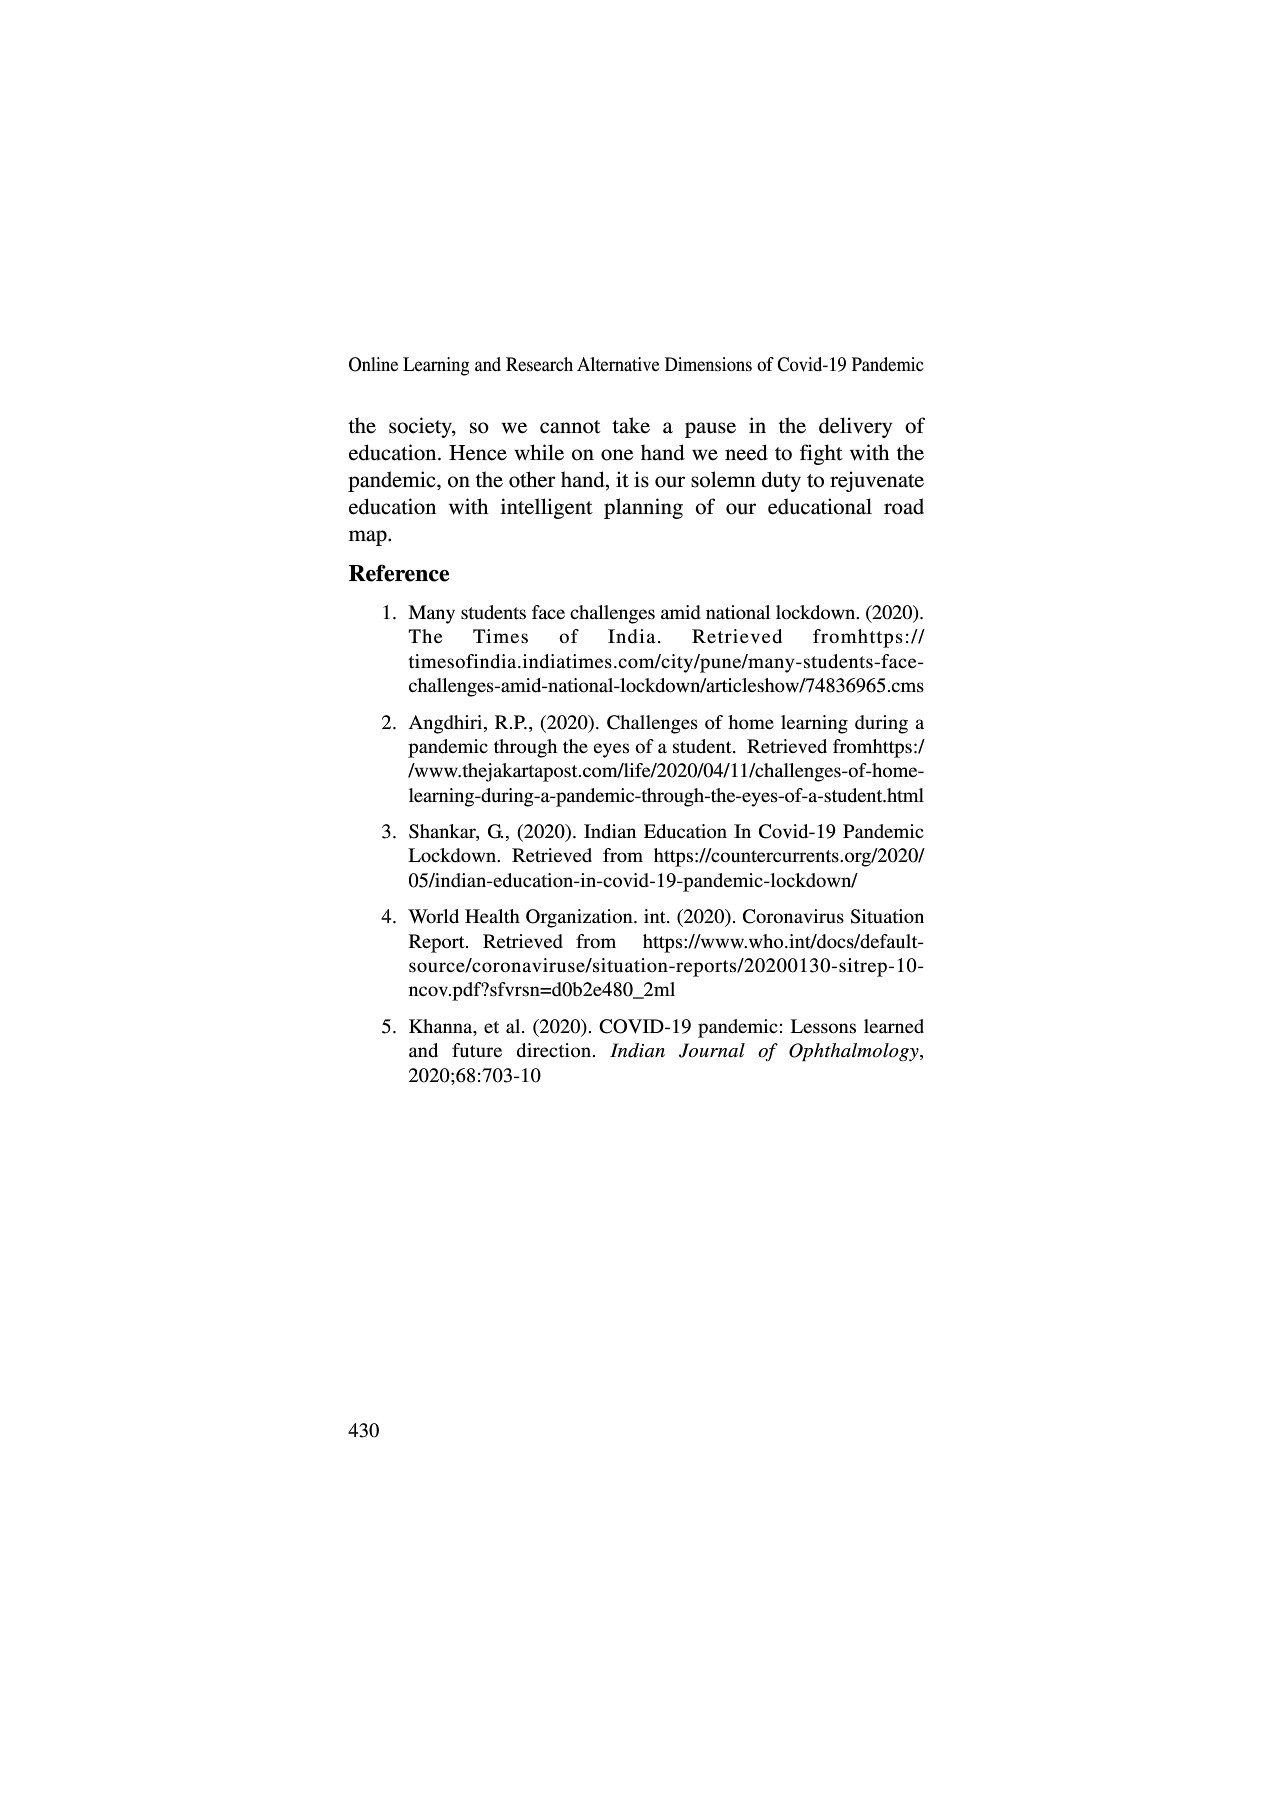 Online Learning and Research Alternative Dimensions of Covid-19 Pandemic
the society, so we cannot take a pause in the delivery of
education. Hence while on one hand we need to fight with the
pandemic, on the other hand, it is our solemn duty to rejuvenate
education with intelligent planning of our educational road
map.
Reference
1. Many students face challenges amid national lockdown. (2020).
The Times of India. Retrieved fromhttps://
timesofindia.indiatimes.com/city/pune/many-students-face-
challenges-amid-national-lockdown/articleshow/74836965.cms
2. Angdhiri, R.P., (2020). Challenges of home learning during a
pandemic through the eyes of a student. Retrieved fromhttps:/
/www.thejakartapost.com/life/2020/04/11/challenges-of-home-
learning-during-a-pandemic-through-the-eyes-of-a-student.html
3. Shankar, G., (2020). Indian Education In Covid-19 Pandemic
Lockdown. Retrieved from https://countercurrents.org/2020/
05/indian-education-in-covid-19-pandemic-lockdown/
4. World Health Organization. int. (2020). Coronavirus Situation
Report. Retrieved from https://www.who.int/docs/default-
source/coronaviruse/situation-reports/20200130-sitrep-10-
ncov.pdf?sfvrsn=d0b2e480_2ml
5. Khanna, et al. (2020). COVID-19 pandemic: Lessons learned
and future direction. Indian Journal of Ophthalmology,
2020;68:703-10
430